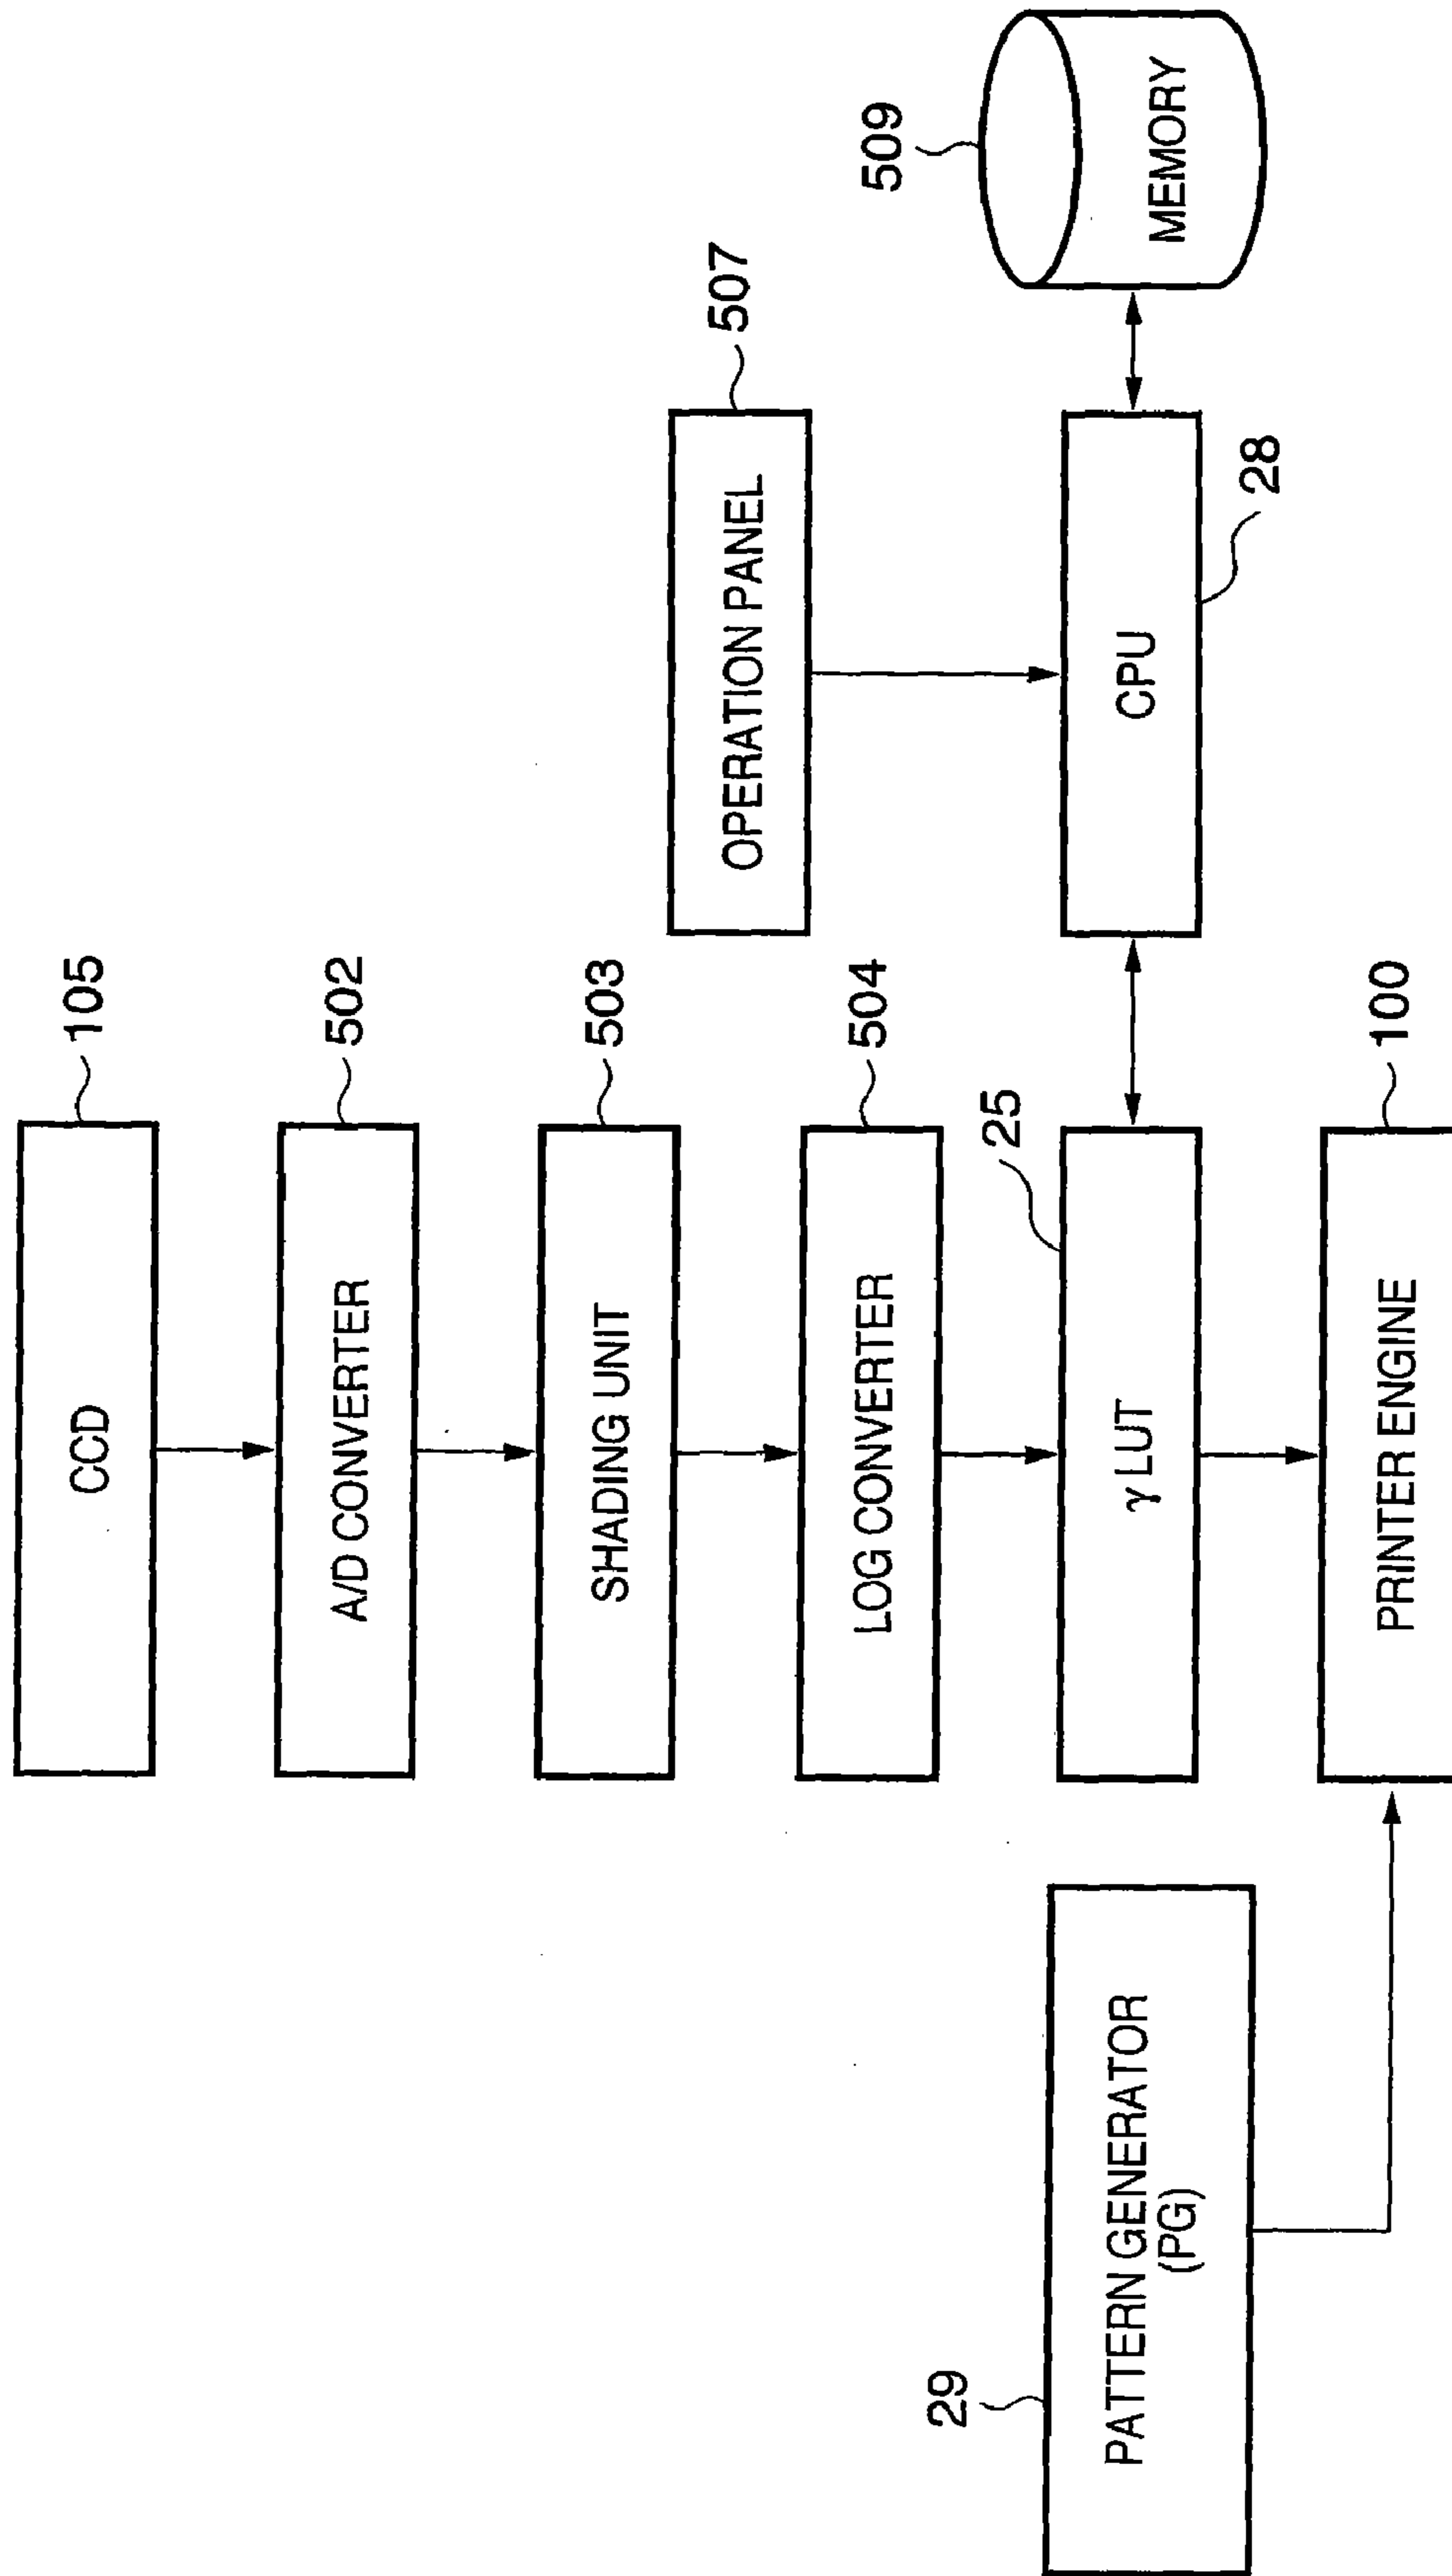 CCD
105
A/D CONVERTER
502
SHADING UNIT
503
LOG CONVERTER
504
γ LUT
25
PRINTER ENGINE
100
OPERATION PANEL
507
CPU
28
MEMORY
509
PATTERN GENERATOR
(PG)
29